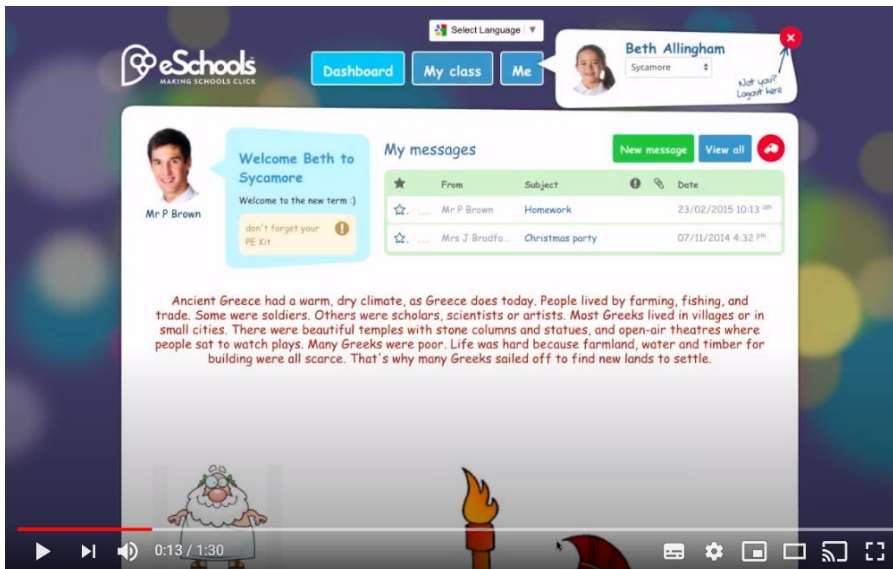 Select Language ▼
eSchools
MAKING SCHOOLS CLICK
Dashboard
My class
Me
Beth Allingham
Sycamore
Not you?
Logout here
Mr P Brown
Welcome Beth to
Sycamore
Welcome to the new term :)
don't forget your
PE Kit
My messages
New message
View all
From Subject Date
Mr P Brown Homework 23/02/2015 10:13 am
Mrs J Bradfo... Christmas party 07/11/2014 4:32 pm
Ancient Greece had a warm, dry climate, as Greece does today. People lived by farming, fishing, and
trade. Some were soldiers. Others were scholars, scientists or artists. Most Greeks lived in villages or in
small cities. There were beautiful temples with stone columns and statues, and open-air theatres where
people sat to watch plays. Many Greeks were poor. Life was hard because farmland, water and timber for
building were all scarce. That's why many Greeks sailed off to find new lands to settle.
0:13 / 1:30